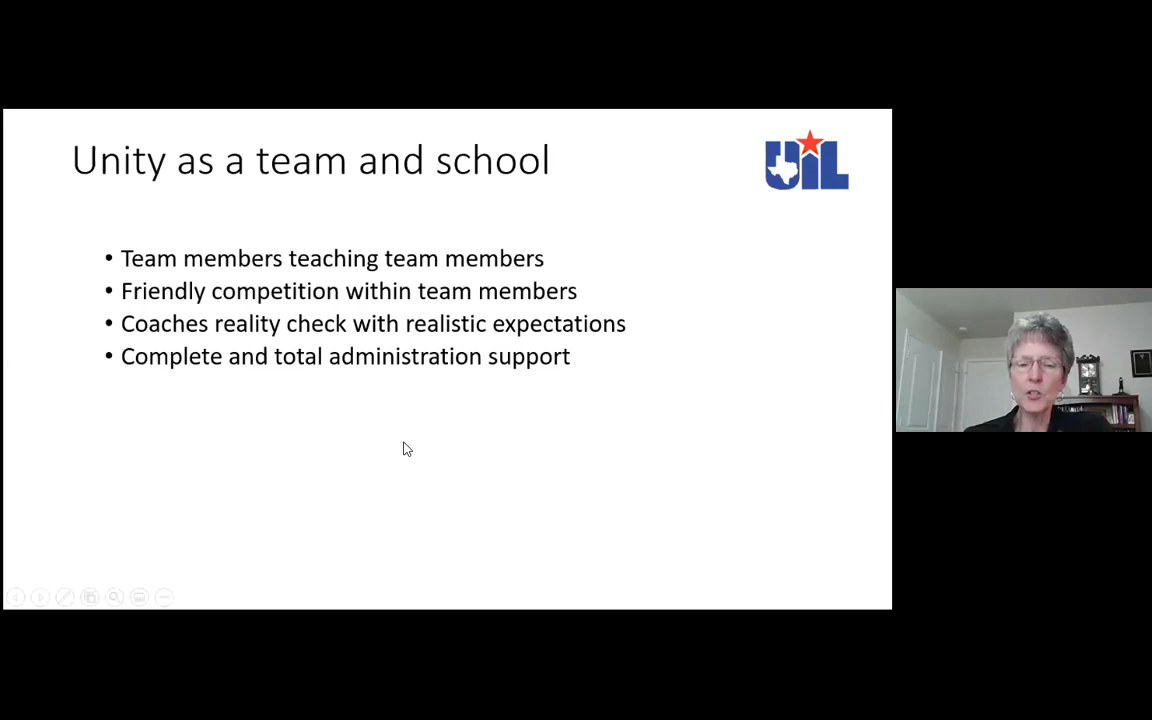 Unity as a team and school
UIL
• Team members teaching team members
• Friendly competition within team members
• Coaches reality check with realistic expectations
• Complete and total administration support